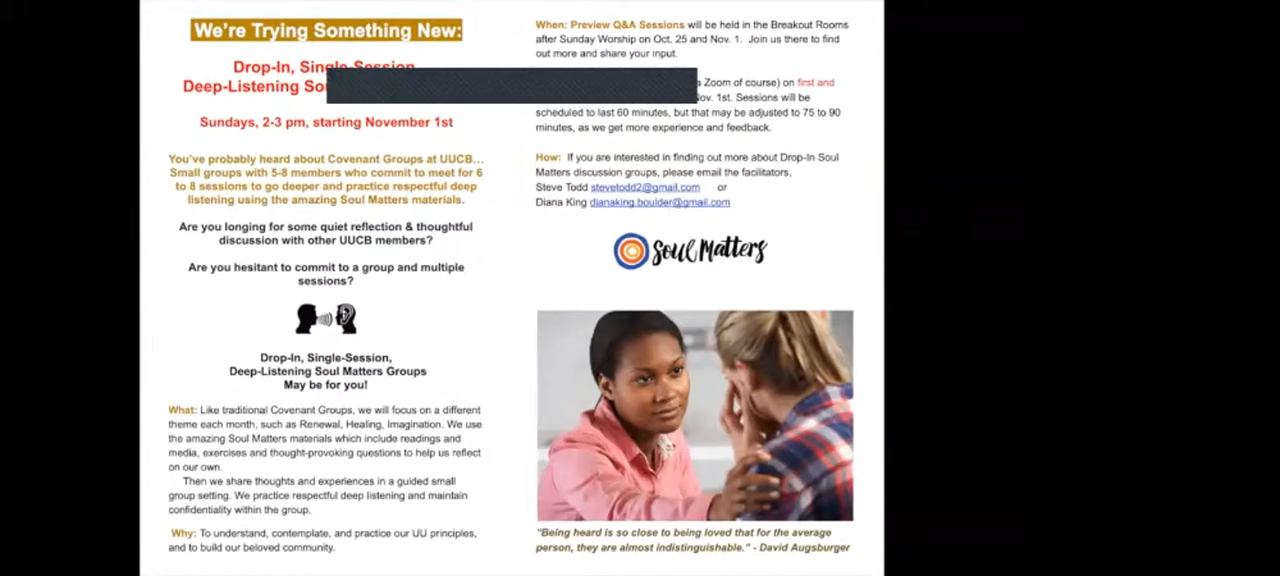 We're Trying Something New:
Drop-In, Single-Session
Deep-Listening Sou
Sundays, 2-3 pm, starting November 1st
You've probably heard about Covenant Groups at UUCB...
Small groups with 5-8 members who commit to meet for 6
to 8 sessions to go deeper and practice respectful deep
listening using the amazing Soul Matters materials.
Are you longing for some quiet reflection & thoughtful
discussion with other UUCB members?
Are you hesitant to commit to a group and multiple
sessions?
Drop-In, Single-Session,
Deep-Listening Soul Matters Groups
May be for you!
What: Like traditional Covenant Groups, we will focus on a different
theme each month, such as Renewal, Healing, Imagination. We use
the amazing Soul Matters materials which include readings and
media, exercises and thought-provoking questions to help us reflect
on our own.
Then we share thoughts and experiences in a guided small
group setting. We practice respectful deep listening and maintain
confidentiality within the group.
Why: To understand, contemplate, and practice our UU principles,
and to build our beloved community.
When: Preview Q&A Sessions will be held in the Breakout Rooms
after Sunday Worship on Oct. 25 and Nov. 1. Join us there to find
out more and share your input.
Zoom of course) on first and
Nov. 1st. Sessions will be
scheduled to last 60 minutes, but that may be adjusted to 75 to 90
minutes, as we get more experience and feedback.
How: If you are interested in finding out more about Drop-In Soul
Matters discussion groups, please email the facilitators,
Steve Todd stevetodd2@gmail.com or
Diana King dianaking.boulder@gmail.com
Soul Matters
"Being heard is so close to being loved that for the average
person, they are almost indistinguishable." - David Augsburger